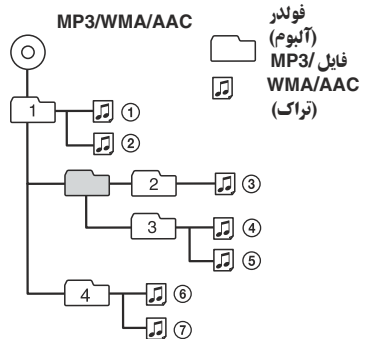 MP3/WMA/AAC
فولدر
(آلبوم)
فایل MP3/
WMA/AAC
(تراک)
1
①
②
2
③
3
④
⑤
4
⑥
⑦